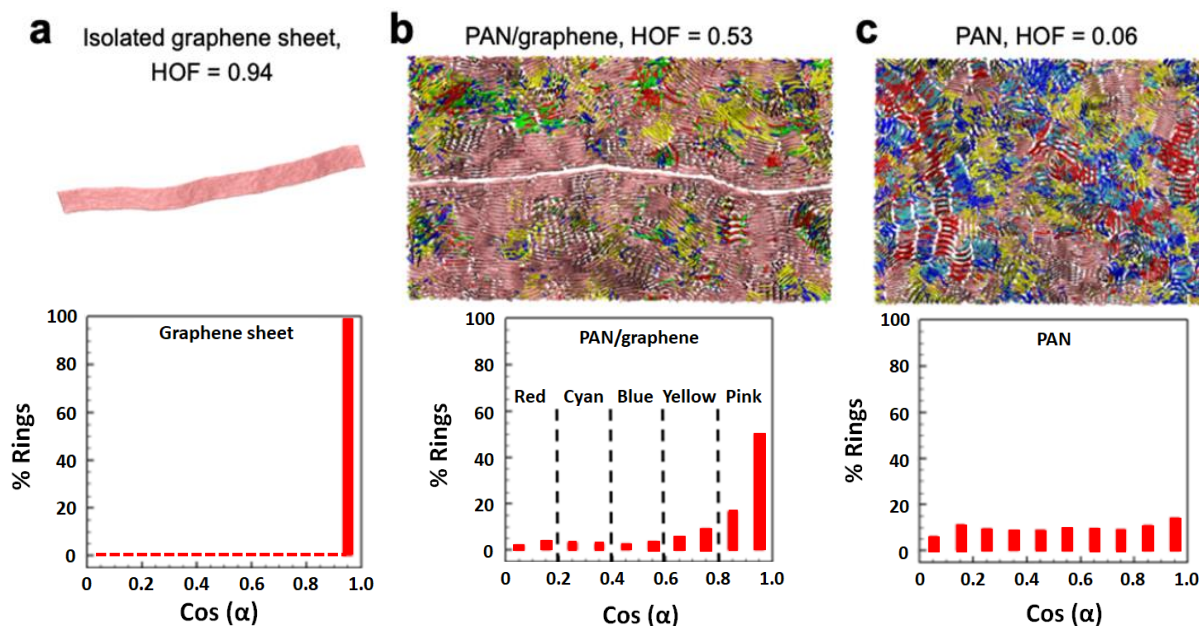 a
Isolated graphene sheet,
HOF = 0.94
b
PAN/graphene, HOF = 0.53
c
PAN, HOF = 0.06
100
80
60
40
20
0
% Rings
Graphene sheet
0
0.2
0.4
0.6
0.8
1.0
Cos (α)
100
80
60
40
20
0
% Rings
PAN/graphene
Red
Cyan
Blue
Yellow
Pink
0
0.2
0.4
0.6
0.8
1.0
Cos (α)
100
80
60
40
20
0
% Rings
PAN
0
0.2
0.4
0.6
0.8
1.0
Cos (α)